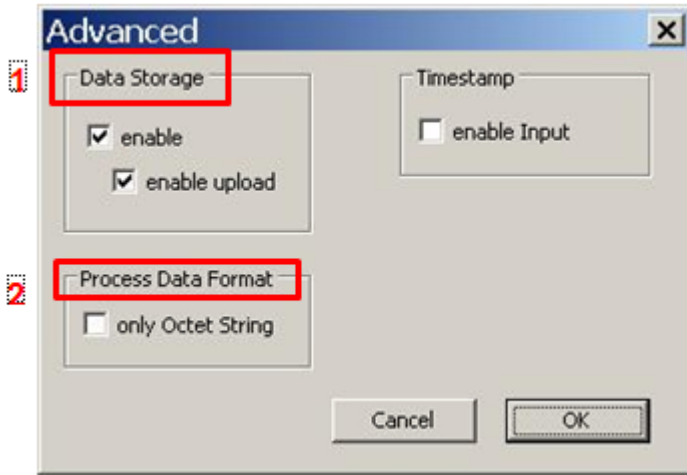 Advanced
1
Data Storage
enable
enable upload
Timestamp
enable Input
2
Process Data Format
only Octet String
Cancel
OK